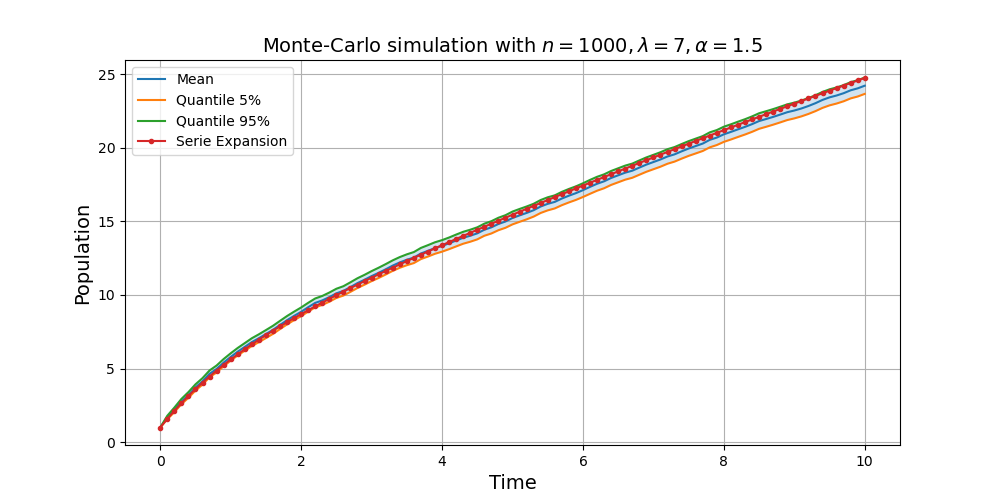 Monte-Carlo simulation with n = 1000, λ = 7, α = 1.5
Mean
Quantile 5%
Quantile 95%
Serie Expansion
Population
25
20
15
10
5
0
0 2 4 6 8 10
Time